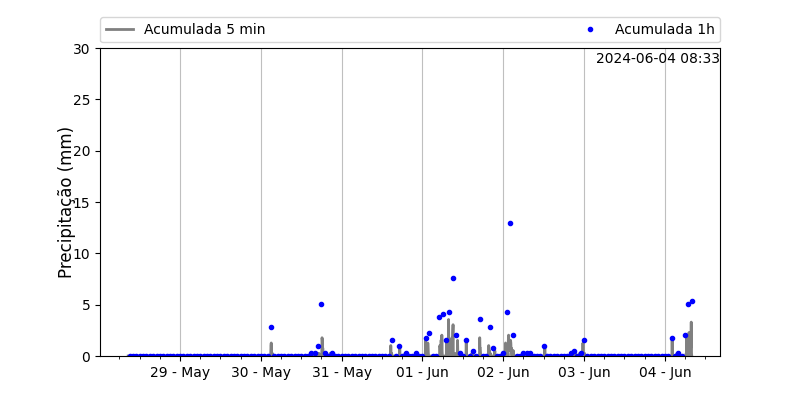 Acumulada 5 min
Acumulada 1h
2024-06-04 08:33
Precipitação (mm)
30
25
20
15
10
5
0
29 - May
30 - May
31 - May
01 - Jun
02 - Jun
03 - Jun
04 - Jun